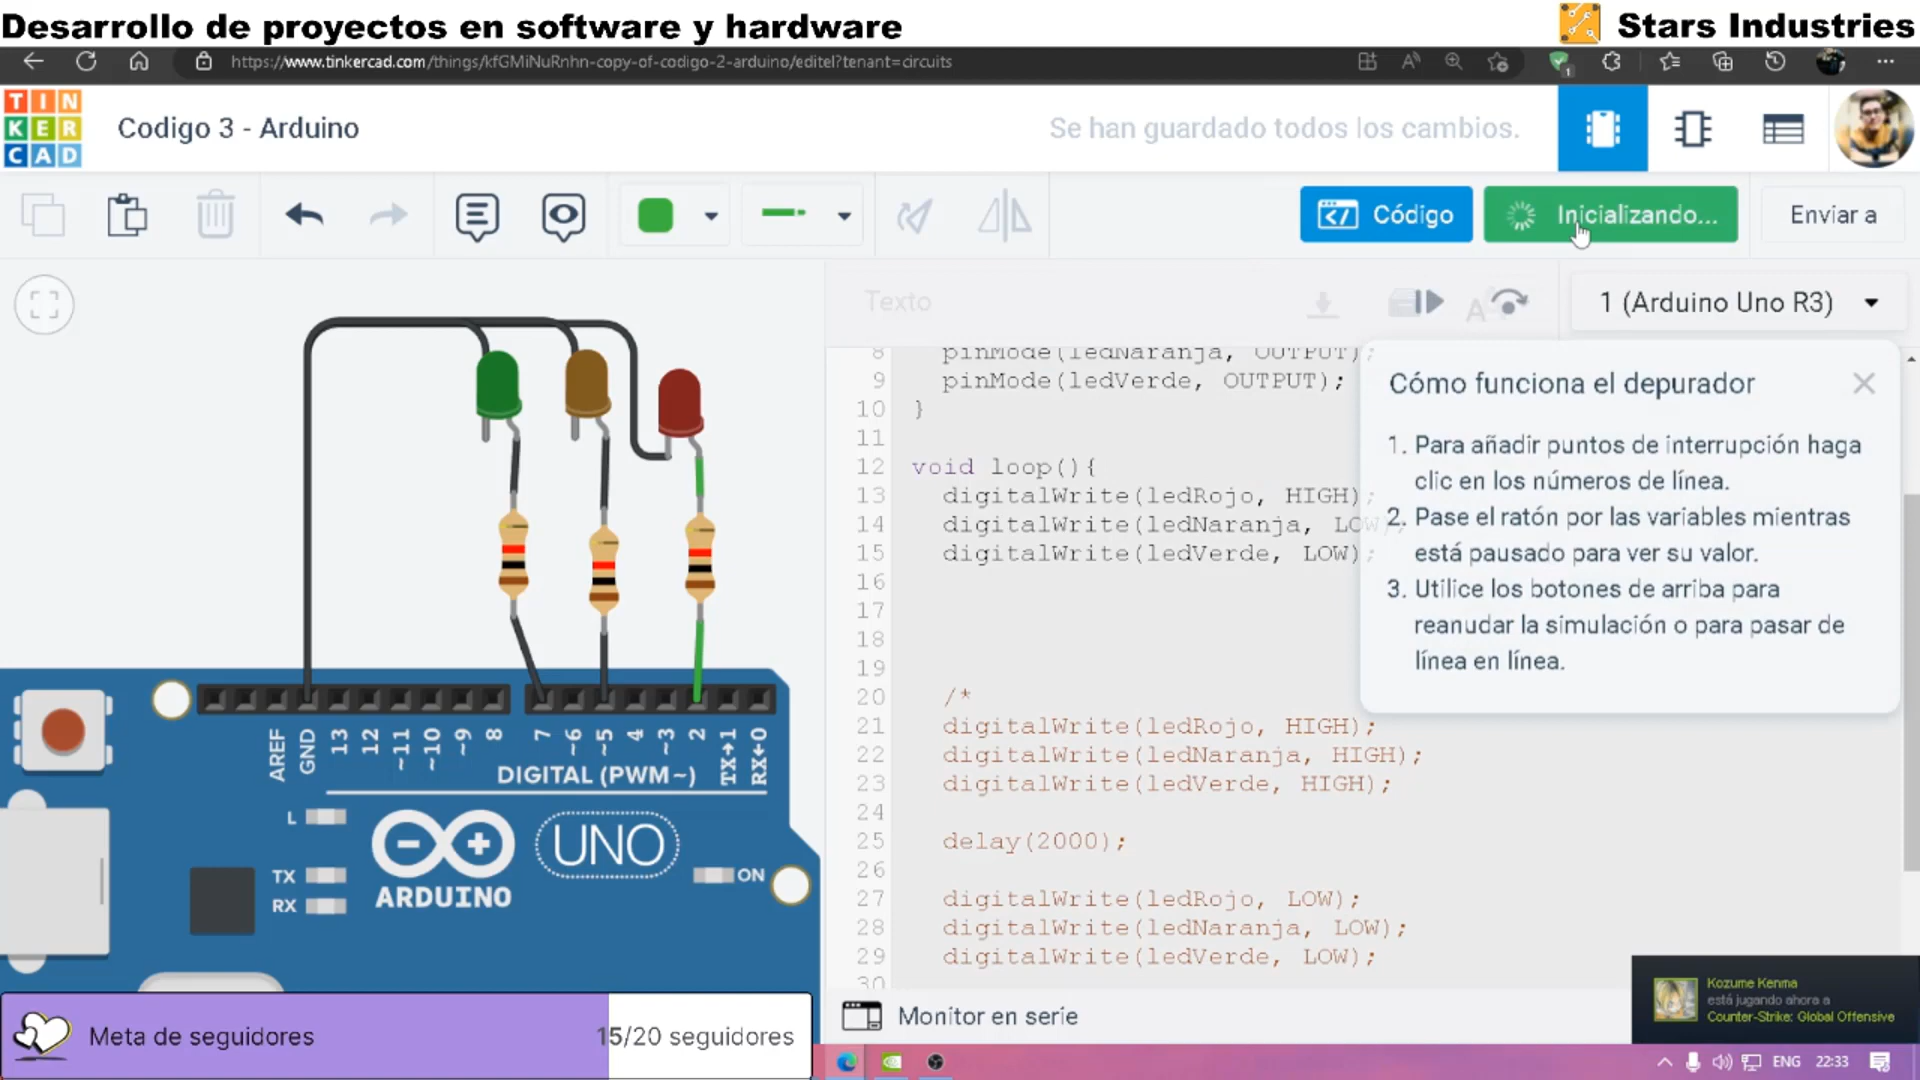 Desarrollo de proyectos en software y hardware
Stars Industries
https://www.tinkercad.com/things/kfGMiNuRnhn-copy-of-codigo-2-arduino/editel?tenant=circuits
1
TIN
KER
CAD
Codigo 3 - Arduino
Se han guardado todos los cambios.
Código
Inicializando...
Enviar a
Texto
1 (Arduino Uno R3)
8 pinMode(ledNaranja, OUTPUT);
9 pinMode(ledVerde, OUTPUT);
10 }
11
12 void loop(){
13 digitalWrite(ledRojo, HIGH);
14 digitalWrite(ledNaranja, LOW);
15 digitalWrite(ledVerde, LOW);
16
17
18
19
20 /*
21 digitalWrite(ledRojo, HIGH);
22 digitalWrite(ledNaranja, HIGH);
23 digitalWrite(ledVerde, HIGH);
24
25 delay(2000);
26
27 digitalWrite(ledRojo, LOW);
28 digitalWrite(ledNaranja, LOW);
29 digitalWrite(ledVerde, LOW);
30
Cómo funciona el depurador
1. Para añadir puntos de interrupción haga
clic en los números de línea.
2. Pase el ratón por las variables mientras
está pausado para ver su valor.
3. Utilice los botones de arriba para
reanudar la simulación o para pasar de
línea en línea.
AREF GND 13 12 ~11 ~10 ~9 8 7 ~6 ~5 4 ~3 2 TX→1 RX←0
DIGITAL (PWM~)
L
TX
RX
UNO
ARDUINO
ON
Meta de seguidores
15/20 seguidores
Monitor en serie
Kozume Kenma
está jugando ahora a
Counter-Strike: Global Offensive
ENG
22:33